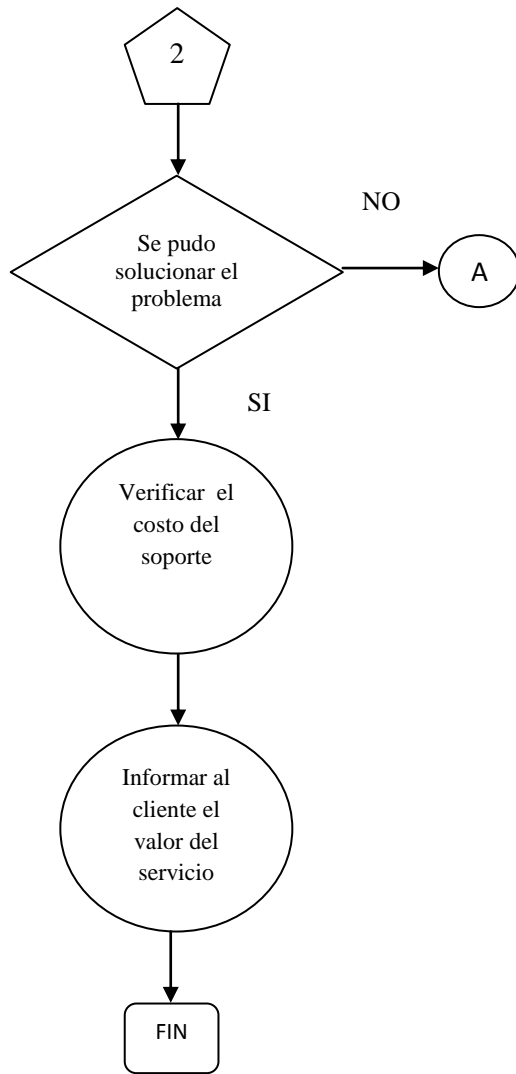 2
NO
Se pudo
solucionar el
problema
A
SI
Verificar el
costo del
soporte
Informar al
cliente el
valor del
servicio
FIN